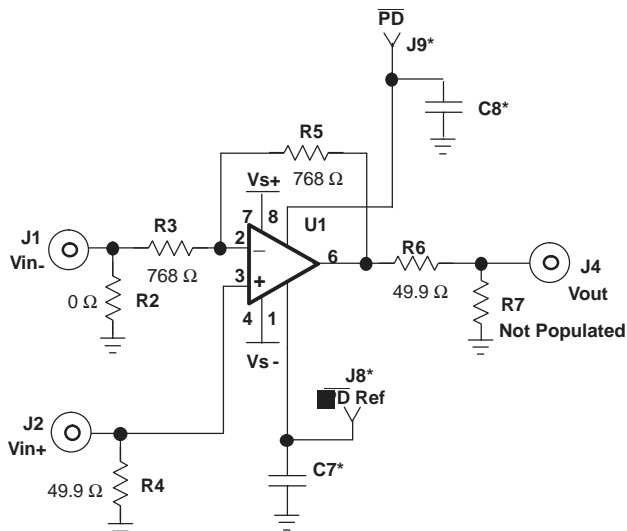 PD
J9*
C8*
R5
768 Ω
Vs+
7 8
U1
J1
Vin-
R3
768 Ω
2
−
6
R6
49.9 Ω
J4
Vout
3
+
0 Ω
R2
R7
Not Populated
4 1
Vs -
J8*
PD Ref
J2
Vin+
C7*
49.9 Ω
R4